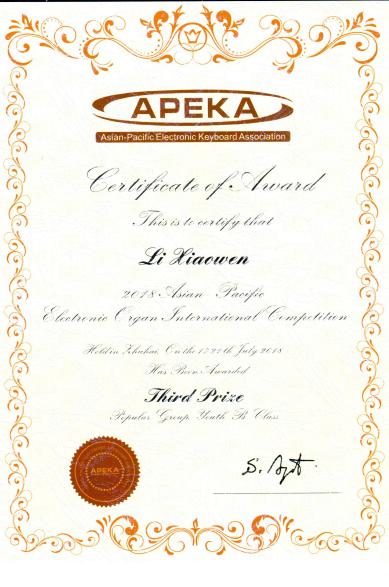 APEKA
Asian-Pacific Electronic Keyboard Association
Certificate of Award
This is to certify that
Li Xiaowen
2018 Asian Pacific
Electronic Organ International Competition
Held in Zhuhai, On the 17-21th July 2018
Has Been Awarded
Third Prize
Popular Group, Youth B Class
APEKA